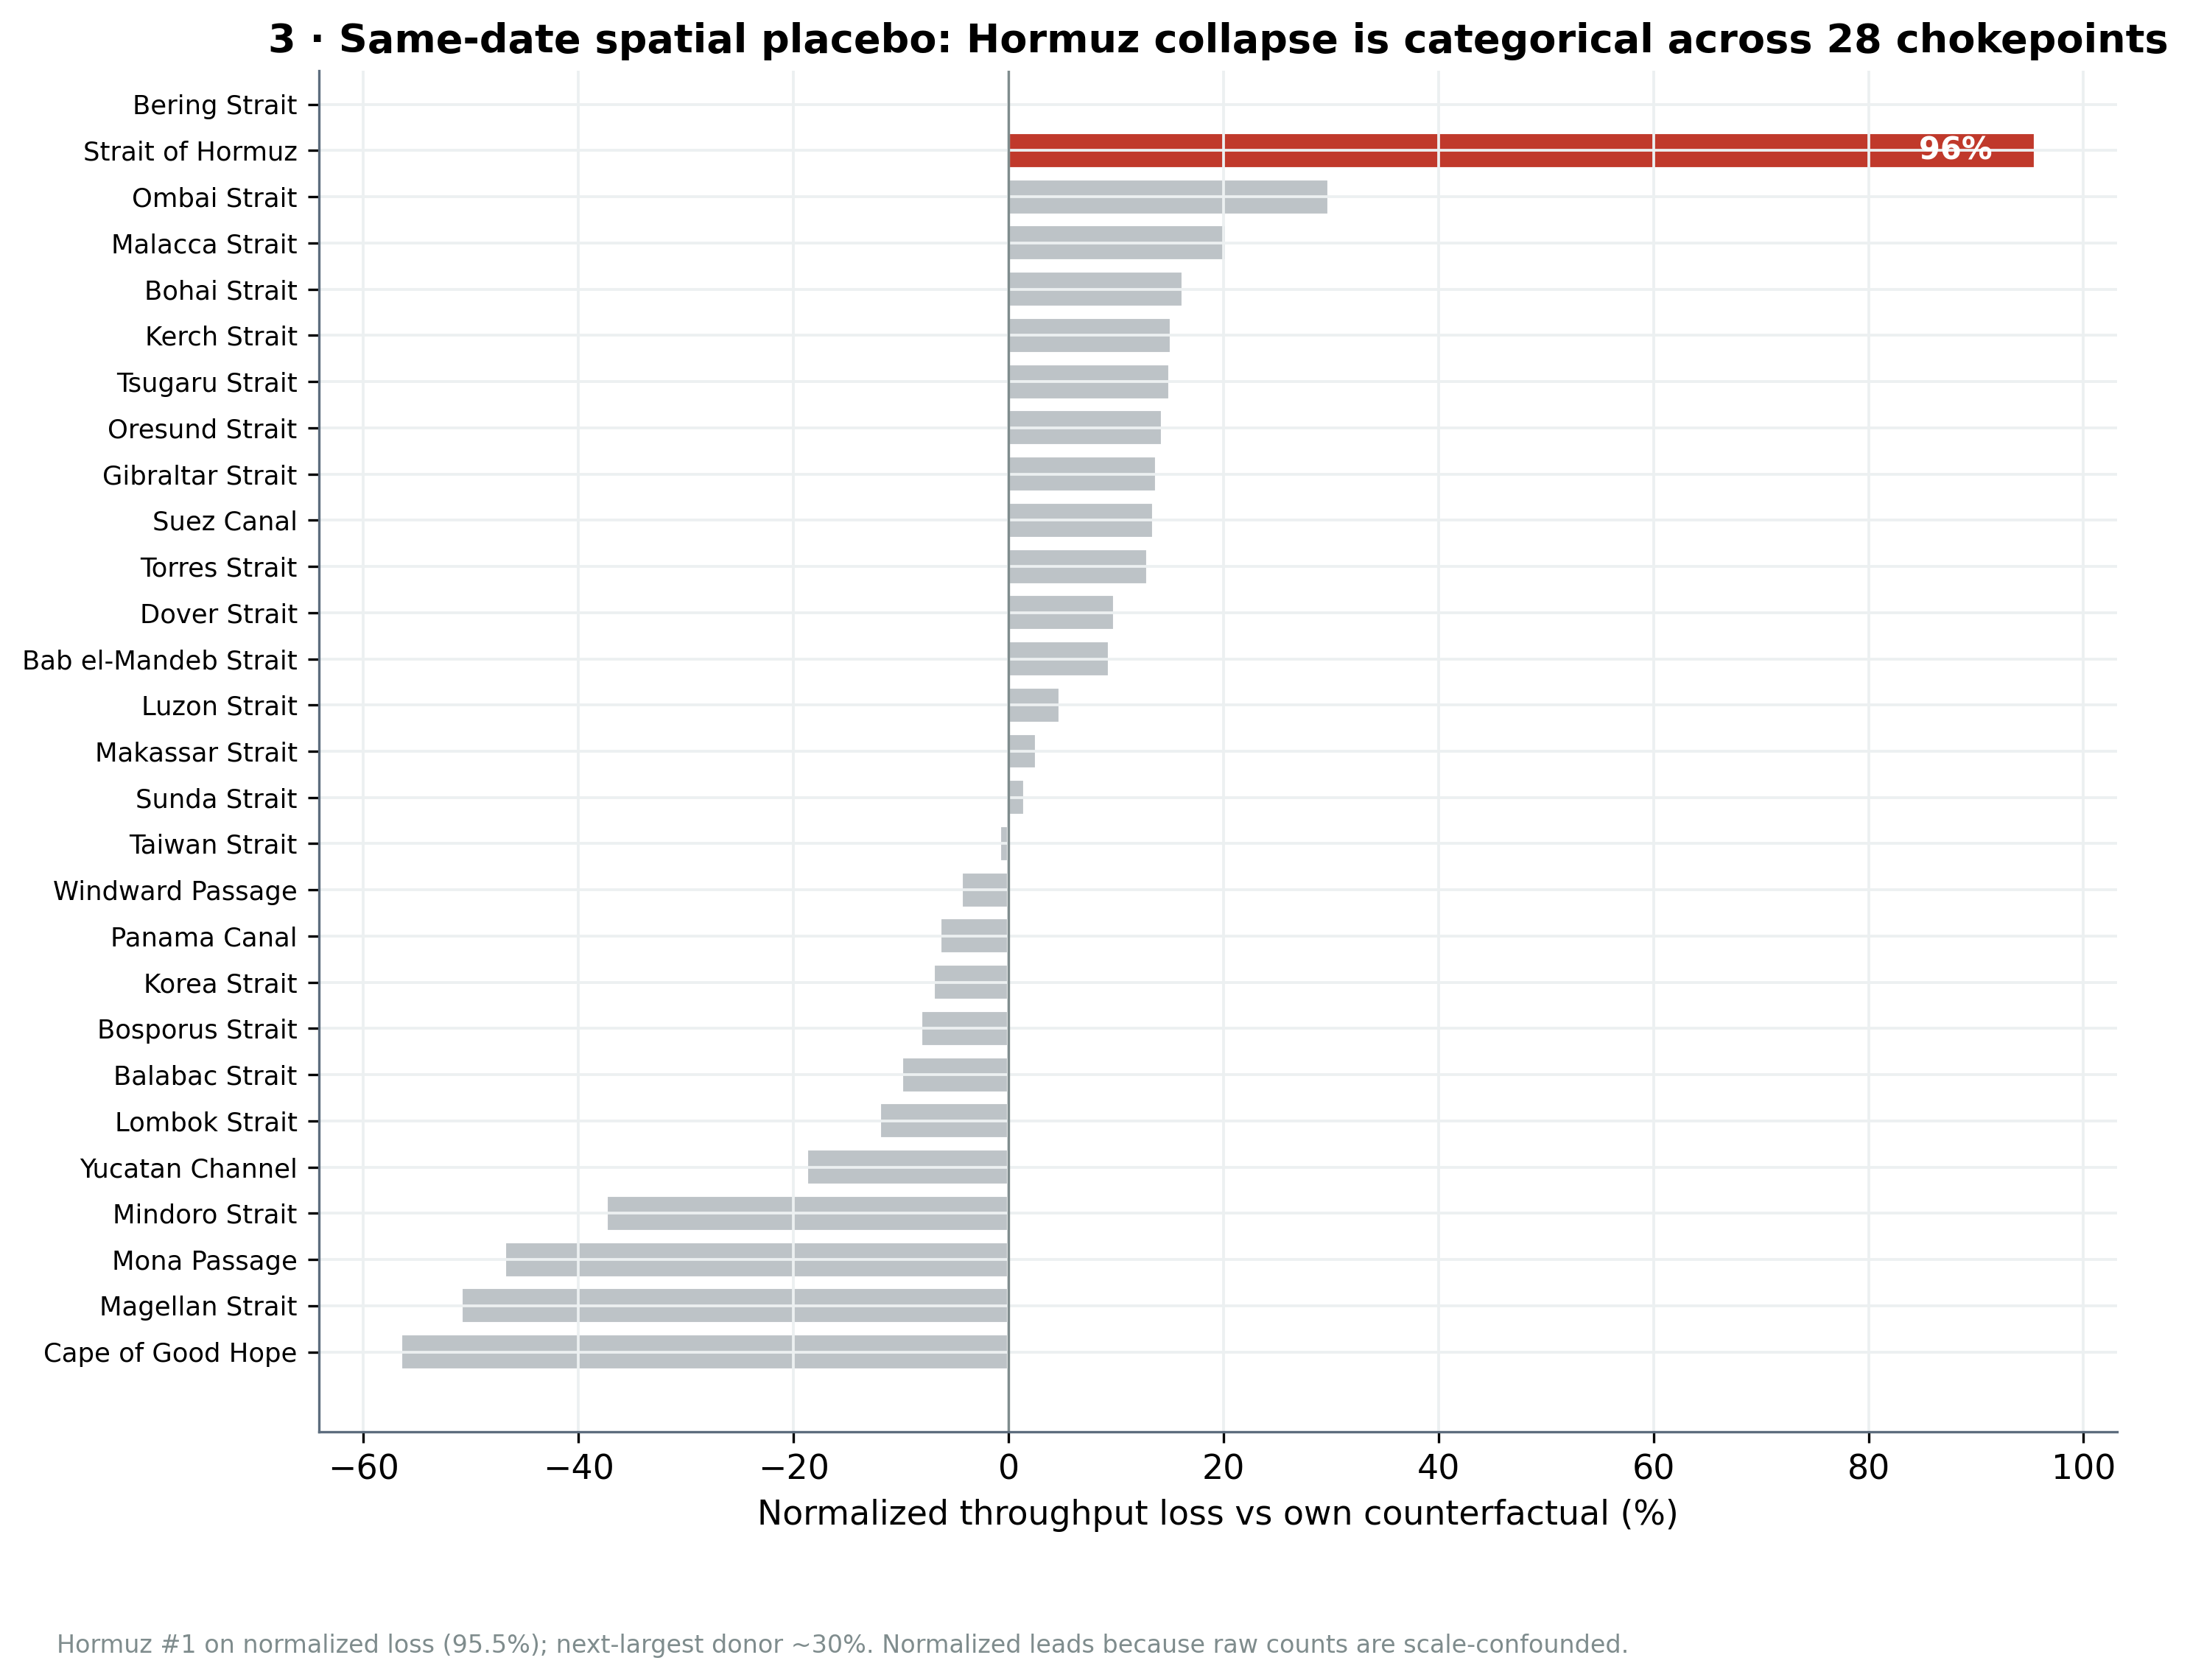 3 · Same-date spatial placebo: Hormuz collapse is categorical across 28 chokepoints
Bering Strait
Strait of Hormuz
96%
Ombai Strait
Malacca Strait
Bohai Strait
Kerch Strait
Tsugaru Strait
Oresund Strait
Gibraltar Strait
Suez Canal
Torres Strait
Dover Strait
Bab el-Mandeb Strait
Luzon Strait
Makassar Strait
Sunda Strait
Taiwan Strait
Windward Passage
Panama Canal
Korea Strait
Bosporus Strait
Balabac Strait
Lombok Strait
Yucatan Channel
Mindoro Strait
Mona Passage
Magellan Strait
Cape of Good Hope
−60 −40 −20 0 20 40 60 80 100
Normalized throughput loss vs own counterfactual (%)
Hormuz #1 on normalized loss (95.5%); next-largest donor ~30%. Normalized leads because raw counts are scale-confounded.